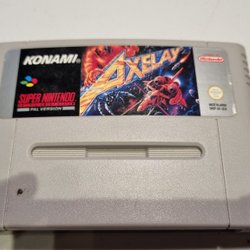 KONAMI
AXELAY
Nintendo
SUPER NINTENDO
PAL VERSION